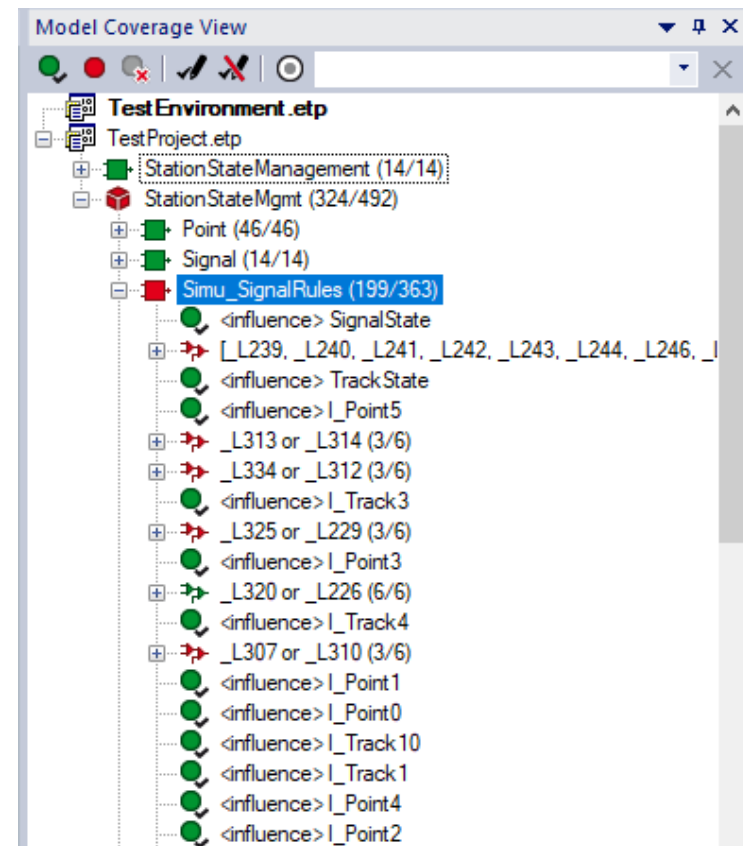 Model Coverage View
TestEnvironment.etp
TestProject.etp
StationStateManagement (14/14)
StationStateMgmt (324/492)
Point (46/46)
Signal (14/14)
Simu_SignalRules (199/363)
<influence> SignalState
[_L239, _L240, _L241, _L242, _L243, _L244, _L246, _l
<influence> TrackState
<influence> I_Point5
_L313 or _L314 (3/6)
_L334 or _L312 (3/6)
<influence> I_Track3
_L325 or _L229 (3/6)
<influence> I_Point3
_L320 or _L226 (6/6)
<influence> I_Track4
_L307 or _L310 (3/6)
<influence> I_Point1
<influence> I_Point0
<influence> I_Track10
<influence> I_Track1
<influence> I_Point4
<influence> I_Point2